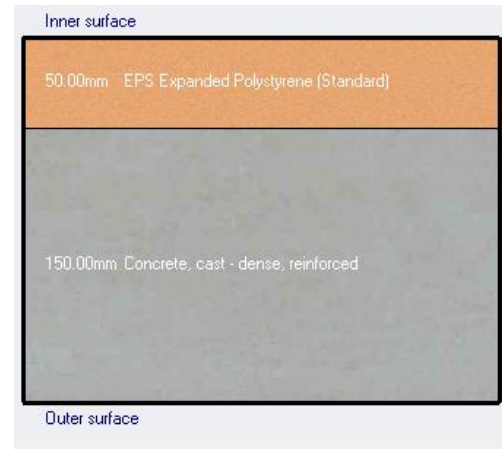 Inner surface
50.00mm EPS Expanded Polystyrene (Standard)
150.00mm Concrete, cast - dense, reinforced
Outer surface